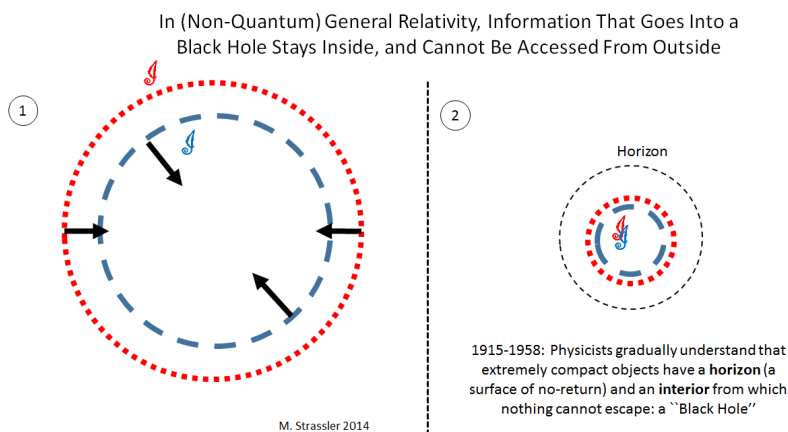 In (Non-Quantum) General Relativity, Information That Goes Into a
Black Hole Stays Inside, and Cannot Be Accessed From Outside
1
ℐ
ℐ
M. Strassler 2014
2
Horizon
ℐ
ℐ
1915-1958:  Physicists gradually understand that
extremely compact objects have a horizon (a
surface of no-return) and an interior from which
nothing cannot escape: a ``Black Hole’’